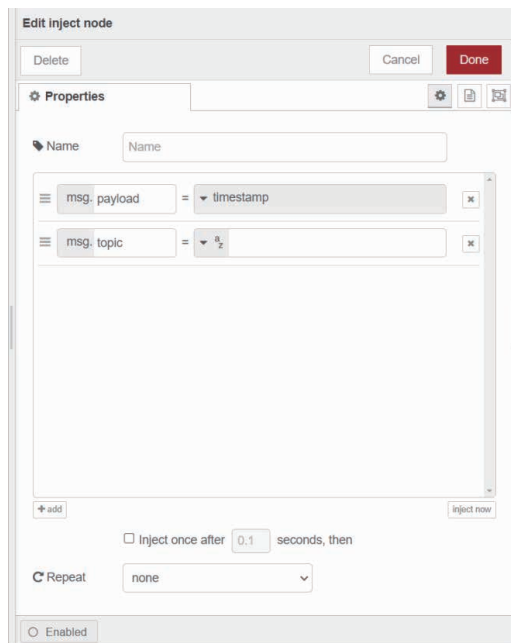 Edit inject node
Delete Cancel Done
Properties
Name Name
msg. payload = timestamp
msg. topic = a z
+ add inject now
Inject once after 0.1 seconds, then
Repeat none
Enabled